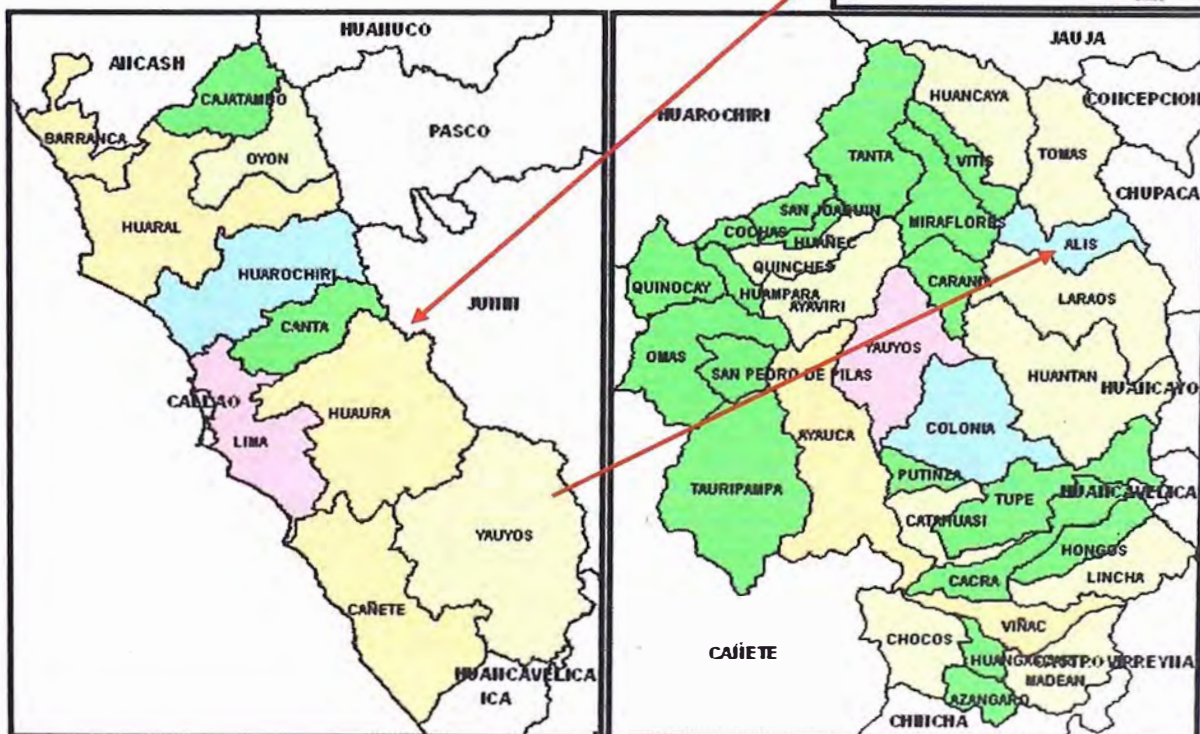 HUANUCO
ANCASH
CAJATAMBO
BARRANCA
PASCO
OYON
HUARAL
HUAROCHIRI
JUNIN
CANTA
CALLAO
HUAURA
LIMA
YAUYOS
CAÑETE
HUANCAVELICA
ICA
JAUJA
HUANCAYA
CONCEPCION
HUAROCHIRI
TANTA
VITIS
TOMAS
CHUPACA
SAN JOAQUIN
MIRAFLORES
COCHAS
HUAÑEC
ALIS
QUINCHES
CARANIA
QUINOCAY
HUAMPARA
LARAOS
AYAVIRI
YAUYOS
OMAS
SAN PEDRO DE PILAS
HUANTAN
HUANCAYO
AYAUCA
COLONIA
PUTINZA
TAURIPAMPA
TUPE
HUANCAVELICA
CATAHUASI
HONGOS
CACRA
LINCHA
VIÑAC
CHOCOS
CAÑETE
CASTRO VIRREYNA
MADEAN
AZANGARO
CHINCHA